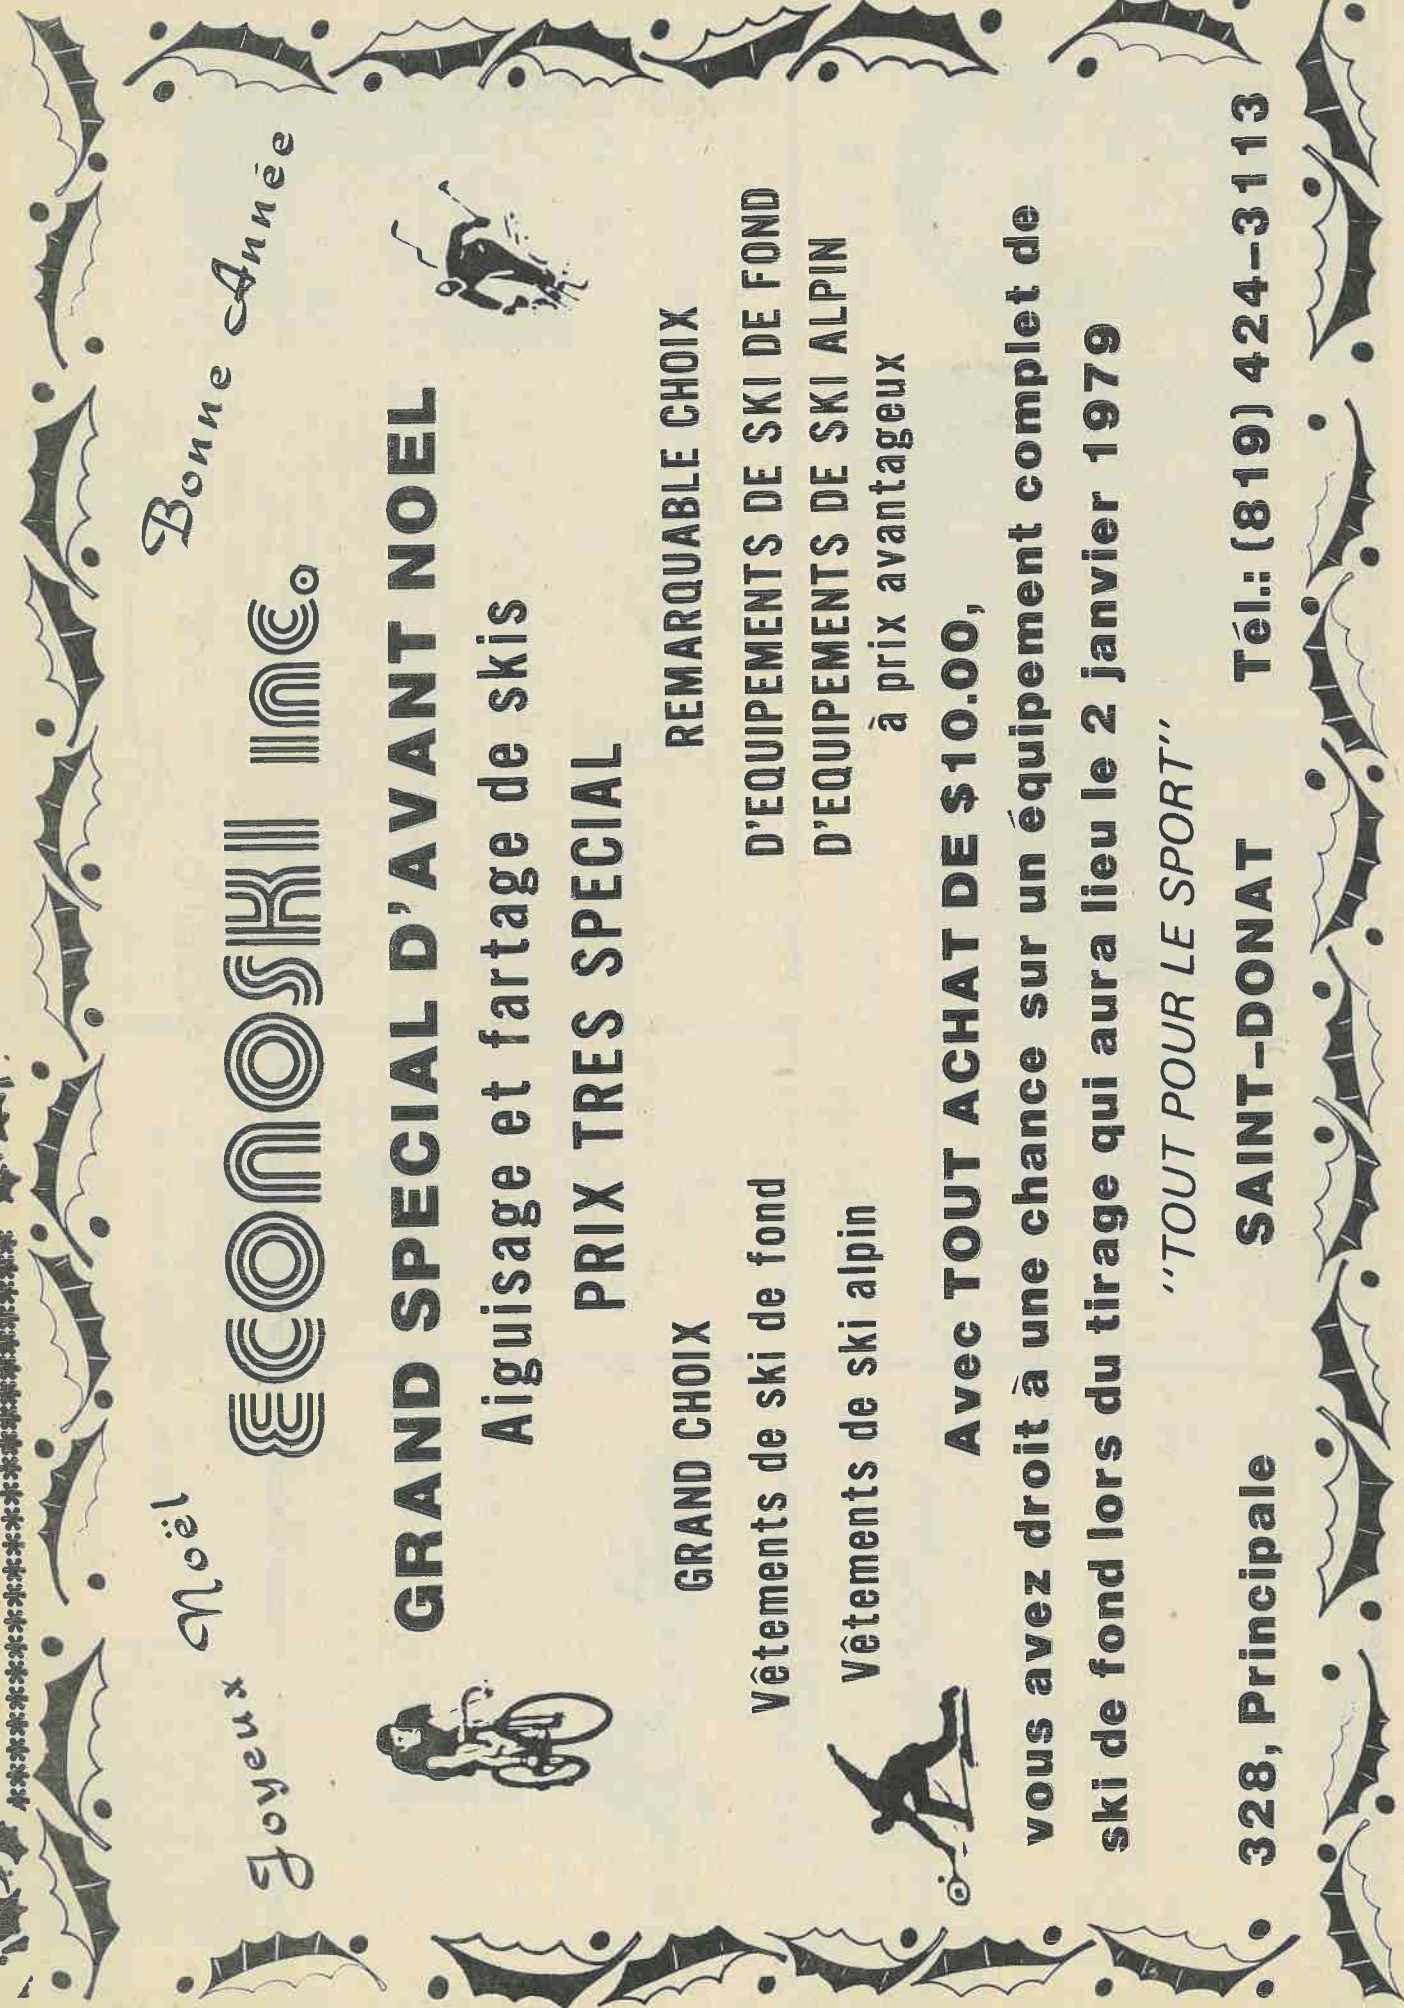 Joyeux Noël
Bonne Année
ECONOSKI INC.
GRAND SPECIAL D'AVANT NOEL
Aiguisage et fartage de skis
PRIX TRES SPECIAL
GRAND CHOIX
Vêtements de ski de fond
Vêtements de ski alpin
REMARQUABLE CHOIX
D'EQUIPEMENTS DE SKI DE FOND
D'EQUIPEMENTS DE SKI ALPIN
à prix avantageux
Avec TOUT ACHAT DE $10.00,
vous avez droit à une chance sur un équipement complet de
ski de fond lors du tirage qui aura lieu le 2 janvier 1979
"TOUT POUR LE SPORT"
328, Principale SAINT-DONAT Tél.: (819) 424-3113